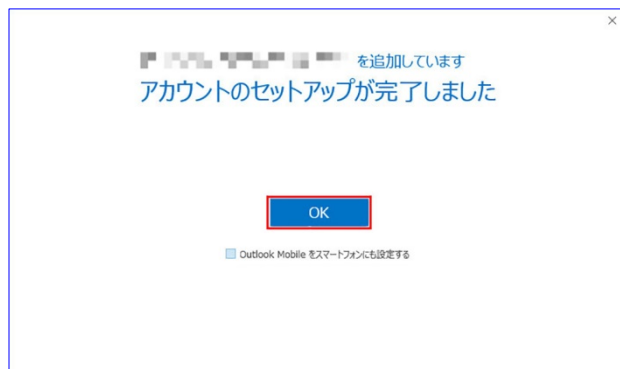 を追加しています
アカウントのセットアップが完了しました
OK
Outlook Mobile をスマートフォンにも設定する